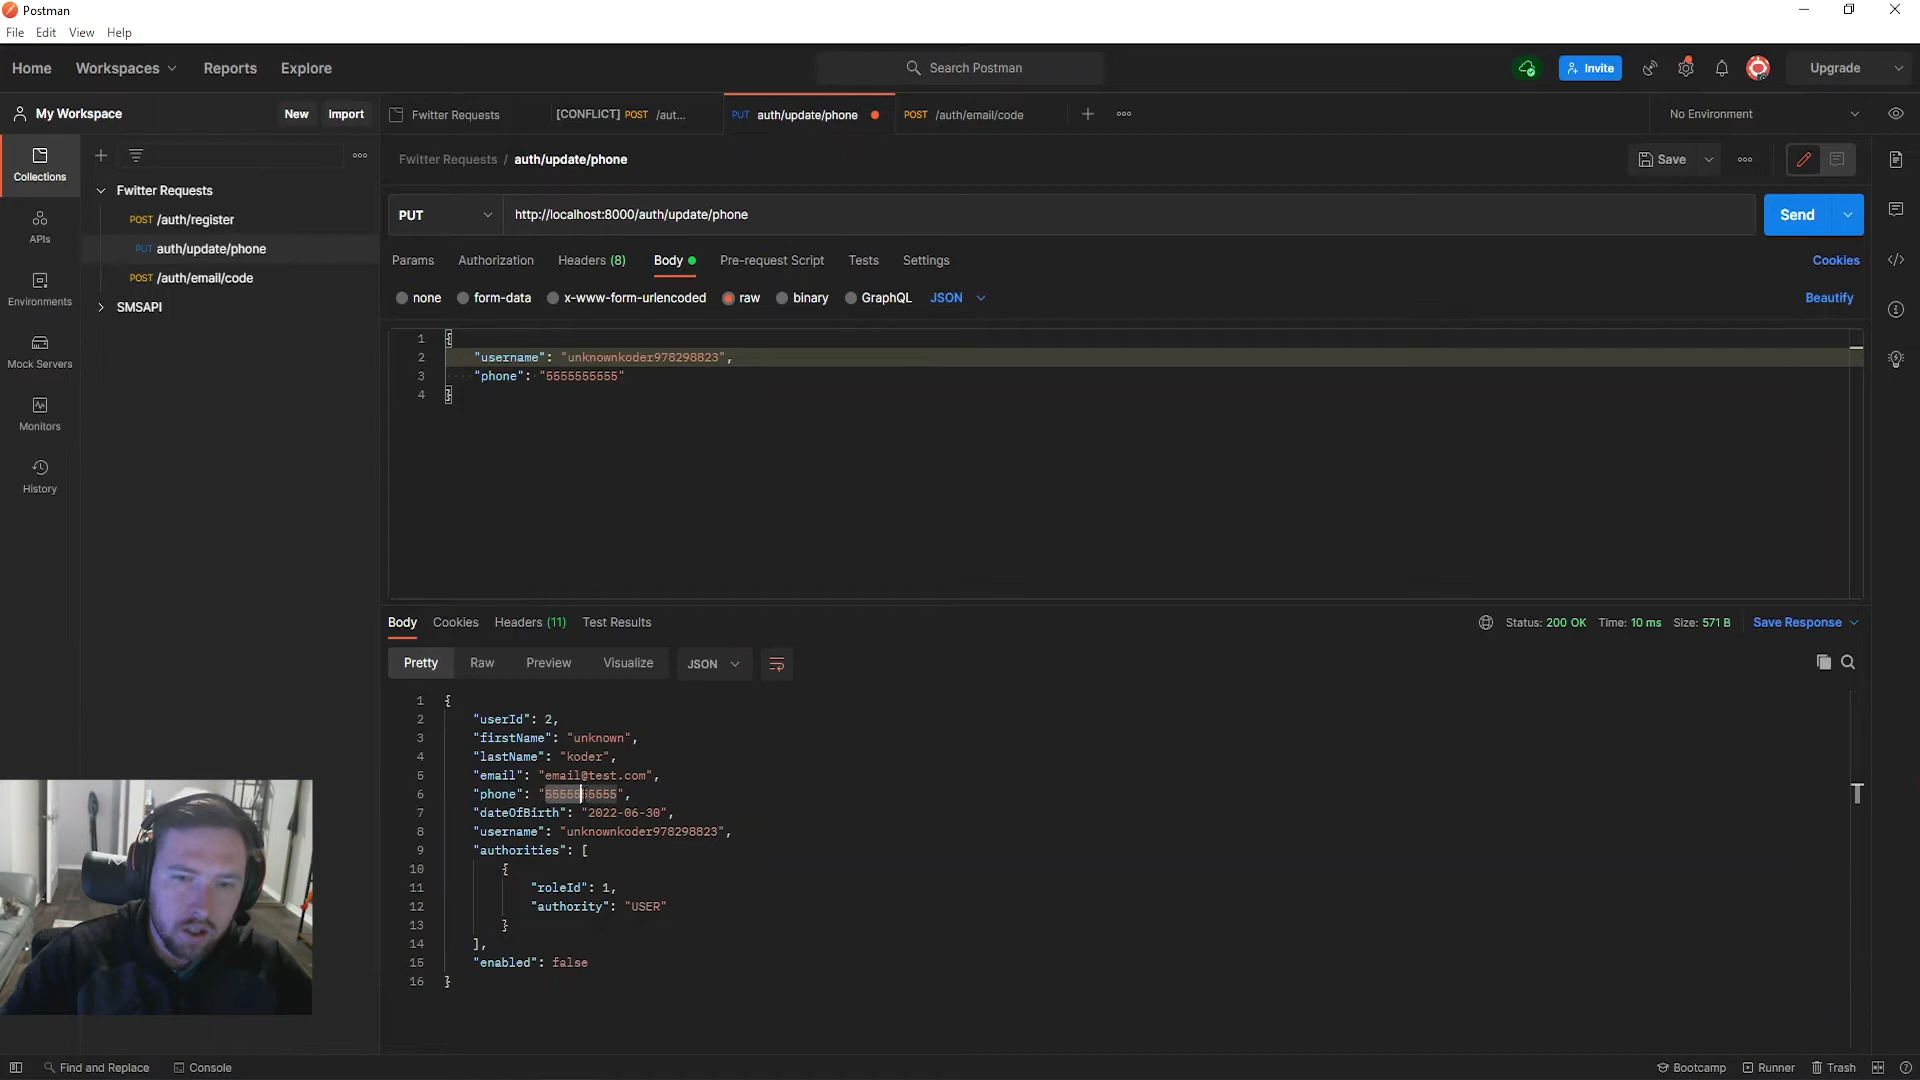 Postman
File Edit View Help
Home Workspaces Reports Explore Search Postman Invite Upgrade
My Workspace New Import Fwitter Requests [CONFLICT] POST /aut... PUT auth/update/phone POST /auth/email/code No Environment
Fwitter Requests / auth/update/phone Save
Collections
APIs
Environments
Mock Servers
Monitors
History
Fwitter Requests
POST /auth/register
PUT auth/update/phone
POST /auth/email/code
SMSAPI
PUT http://localhost:8000/auth/update/phone Send
Params Authorization Headers (8) Body Pre-request Script Tests Settings Cookies
none form-data x-www-form-urlencoded raw binary GraphQL JSON Beautify
1 {
2 "username": "unknownkoder978298823",
3 "phone": "5555555555"
4 }
Body Cookies Headers (11) Test Results Status: 200 OK Time: 10 ms Size: 571 B Save Response
Pretty Raw Preview Visualize JSON
1 {
2 "userId": 2,
3 "firstName": "unknown",
4 "lastName": "koder",
5 "email": "email@test.com",
6 "phone": "5555555555",
7 "dateOfBirth": "2022-06-30",
8 "username": "unknownkoder978298823",
9 "authorities": [
10 {
11 "roleId": 1,
12 "authority": "USER"
13 }
14 ],
15 "enabled": false
16 }
Find and Replace Console Bootcamp Runner Trash